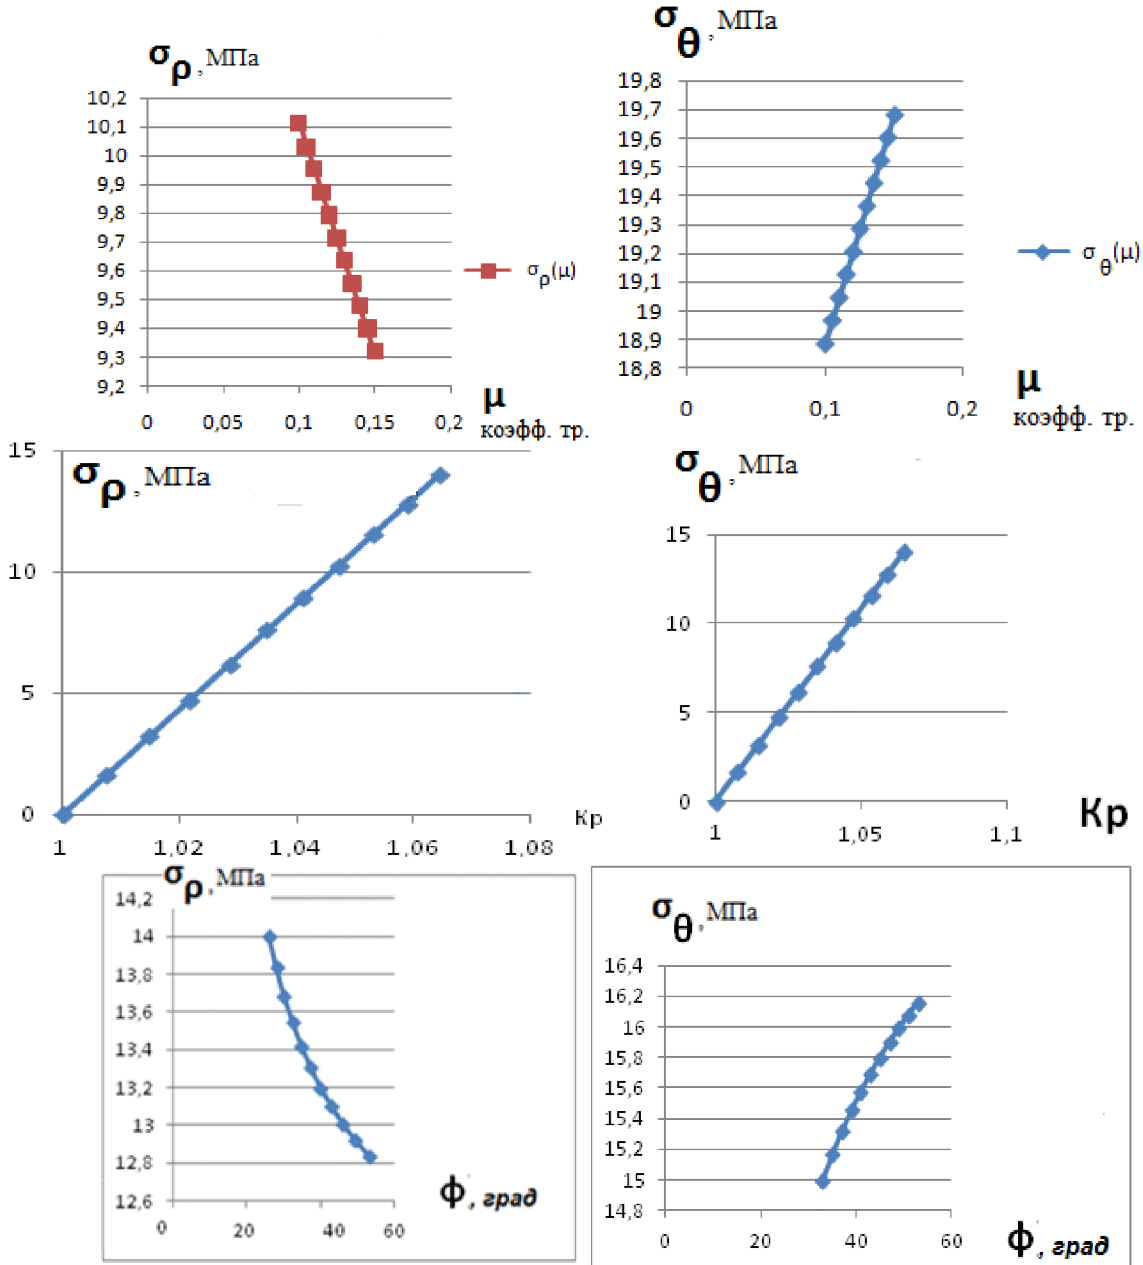 σρ, МПа
10,2
10,1
10
9,9
9,8
9,7
9,6
9,5
9,4
9,3
9,2
0 0,05 0,1 0,15 0,2
σρ(μ)
μ
коэфф. тр.
σθ, МПа
19,8
19,7
19,6
19,5
19,4
19,3
19,2
19,1
19
18,9
18,8
0 0,1 0,2
σθ(μ)
μ
коэфф. тр.
σρ, МПа
15
10
5
0
1 1,02 1,04 1,06 1,08
Кр
σθ, МПа
15
10
5
0
1 1,05 1,1
Кр
σρ, МПа
14,2
14
13,8
13,6
13,4
13,2
13
12,8
12,6
0 20 40 60
ϕ, град
σθ, МПа
16,4
16,2
16
15,8
15,6
15,4
15,2
15
14,8
0 20 40 60
ϕ, град